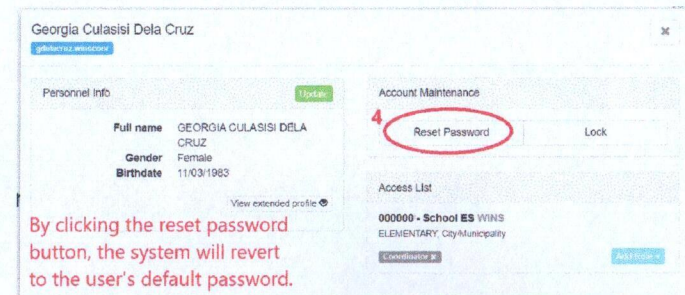 Georgia Culasisi Dela Cruz
gdelacruz.winsconr
Personnel Info
Update
Full name GEORGIA CULASISI DELA
CRUZ
Gender Female
Birthdate 11/03/1983
View extended profile
By clicking the reset password
button, the system will revert
to the user's default password.
Account Maintenance
4
Reset Password Lock
Access List
000000 - School ES WINS
ELEMENTARY, City/Municipality
Coordinator x
Add Role +